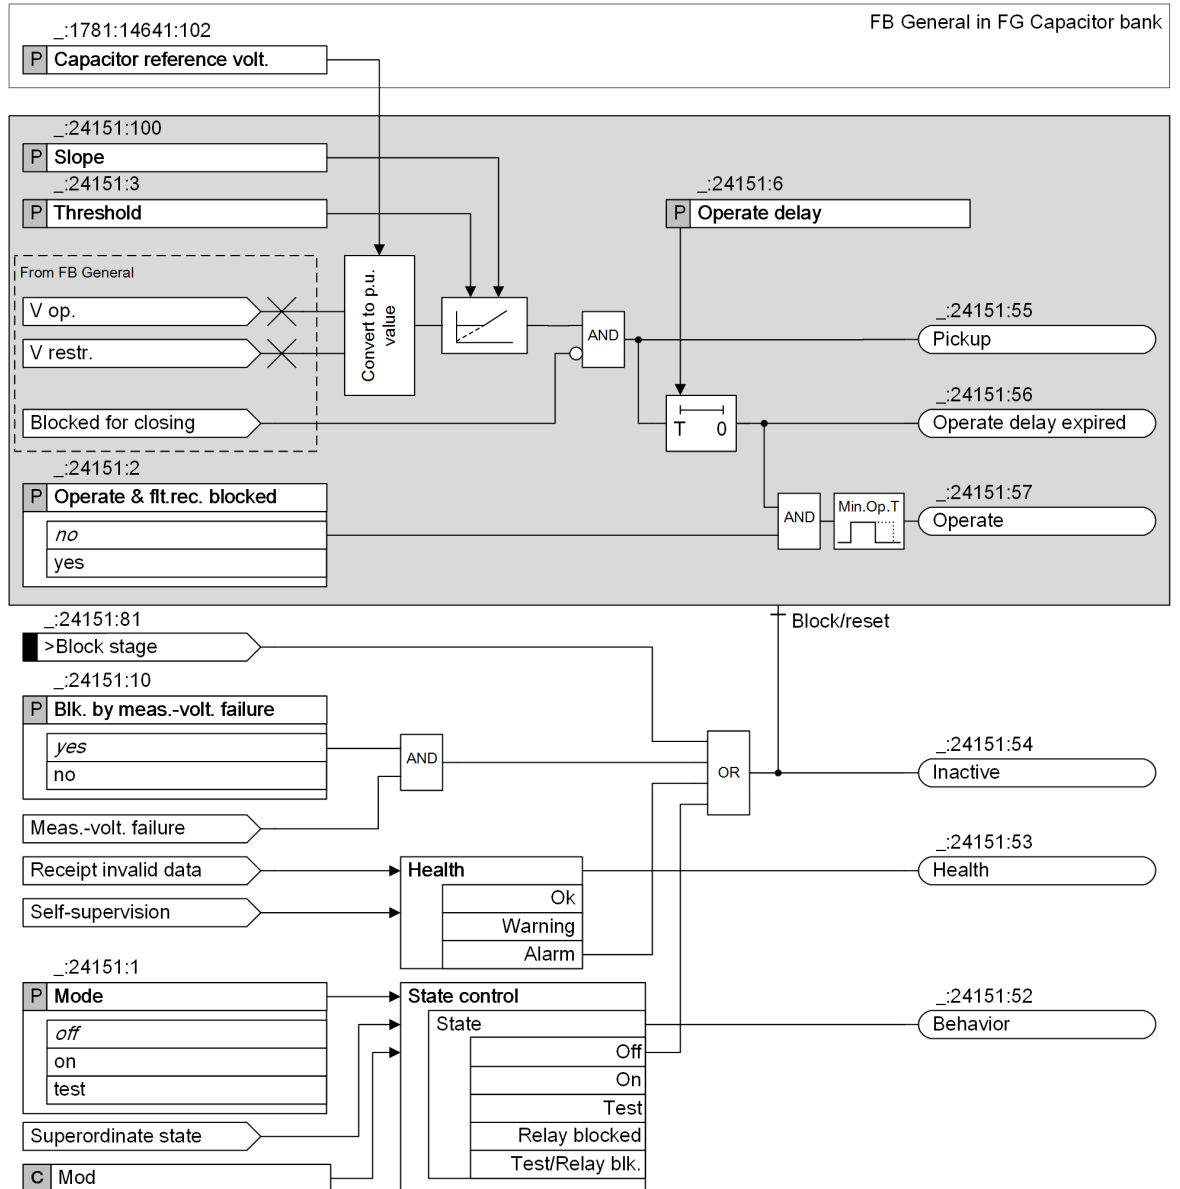 _:1781:14641:102
FB General in FG Capacitor bank
P Capacitor reference volt.
_:24151:100
P Slope
_:24151:3
P Threshold
_:24151:6
P Operate delay
From FB General
V op.
V restr.
Blocked for closing
Convert to p.u.
value
AND
T 0
_:24151:55
Pickup
_:24151:56
Operate delay expired
_:24151:2
P Operate & flt.rec. blocked
no
yes
AND
Min.Op.T
_:24151:57
Operate
_:24151:81
>Block stage
Block/reset
_:24151:10
P Blk. by meas.-volt. failure
yes
no
AND
OR
_:24151:54
Inactive
Meas.-volt. failure
Receipt invalid data
Self-supervision
Health
Ok
Warning
Alarm
_:24151:53
Health
_:24151:1
P Mode
off
on
test
Superordinate state
C Mod
State control
State
Off
On
Test
Relay blocked
Test/Relay blk.
_:24151:52
Behavior